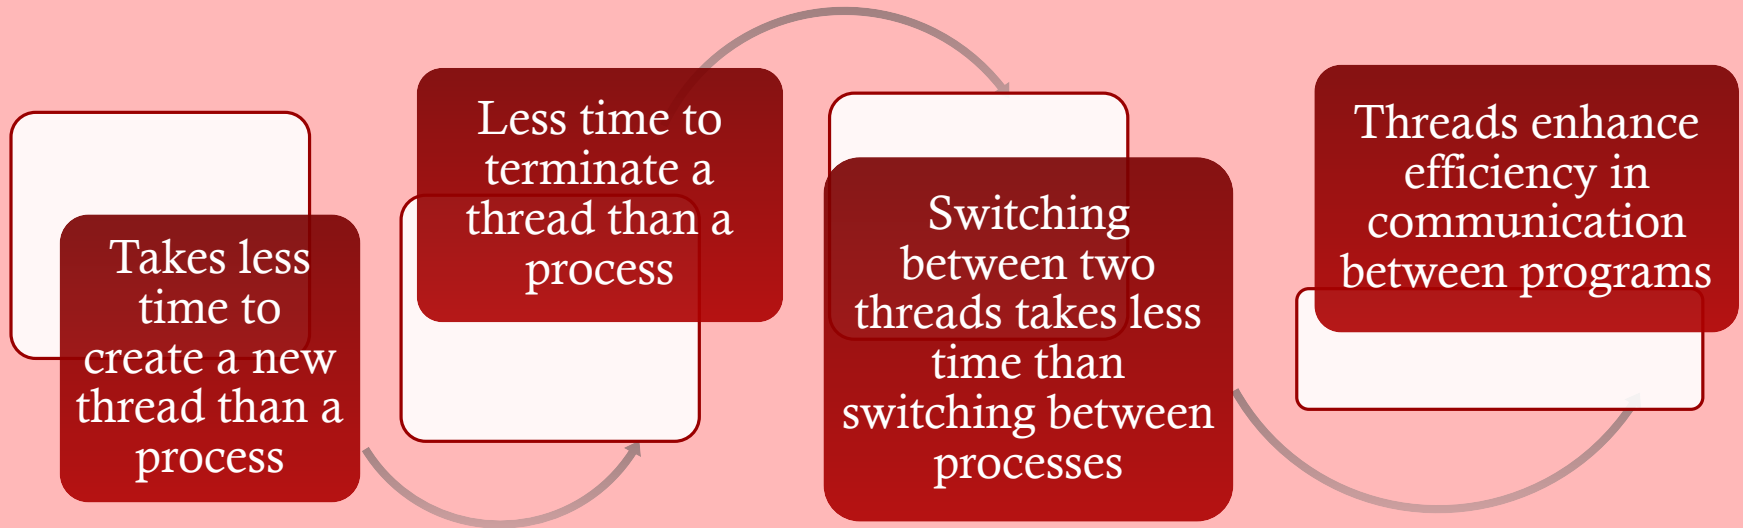 Takes less
time to
create a new
thread than a
process
Less time to
terminate a
thread than a
process
Switching
between two
threads takes less
time than
switching between
processes
Threads enhance
efficiency in
communication
between programs